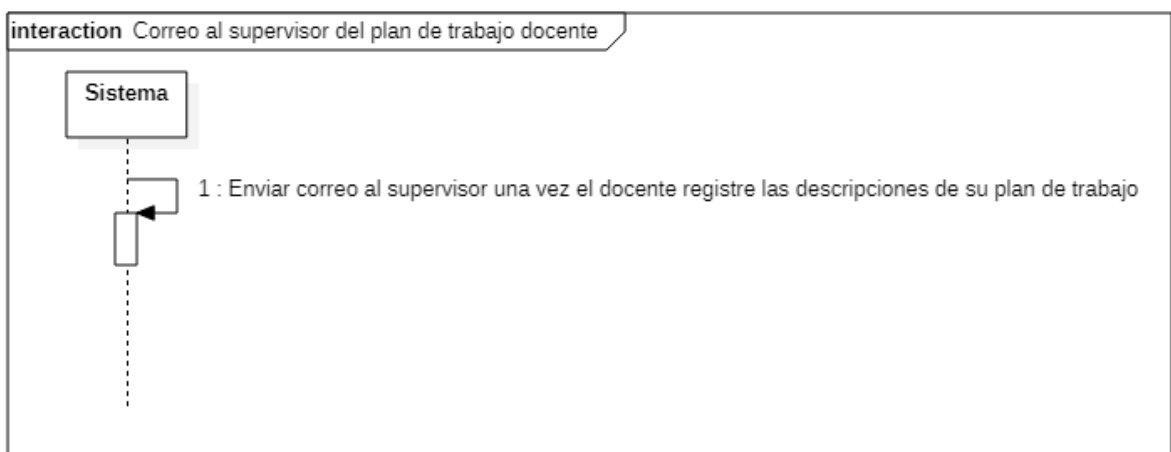 interaction Correo al supervisor del plan de trabajo docente
Sistema
1 : Enviar correo al supervisor una vez el docente registre las descripciones de su plan de trabajo